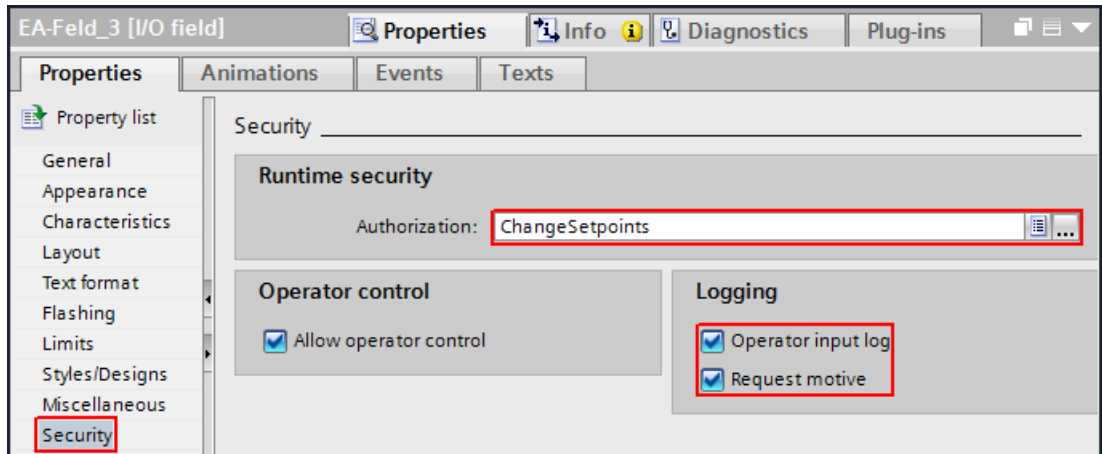 EA-Feld_3 [I/O field]
Properties
Info
Diagnostics
Plug-ins
Properties
Animations
Events
Texts
Property list
General
Appearance
Characteristics
Layout
Text format
Flashing
Limits
Styles/Designs
Miscellaneous
Security
Security
Runtime security
Authorization: ChangeSetpoints
...
Operator control
Allow operator control
Logging
Operator input log
Request motive